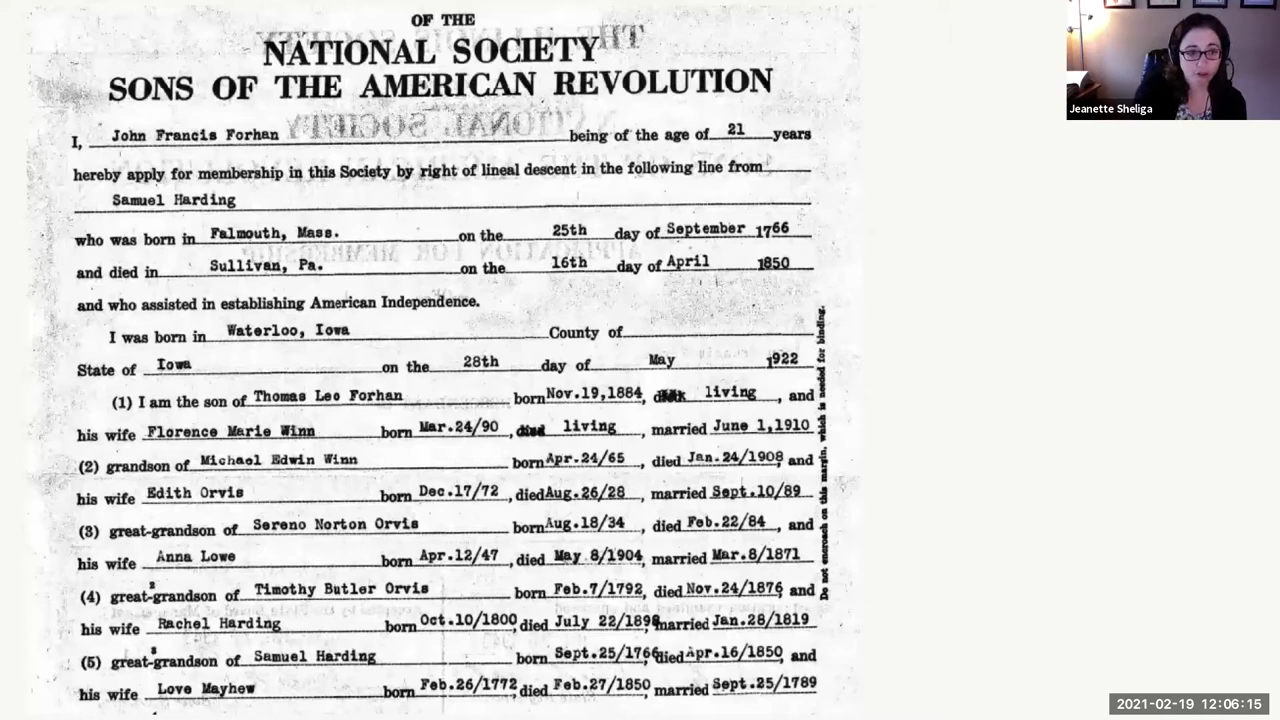 OF THE
NATIONAL SOCIETY
SONS OF THE AMERICAN REVOLUTION
I, John Francis Forhan being of the age of 21 years
hereby apply for membership in this Society by right of lineal descent in the following line from
Samuel Harding
who was born in Falmouth, Mass. on the 25th day of September 1766
and died in Sullivan, Pa. on the 16th day of April 1850
and who assisted in establishing American Independence.
I was born in Waterloo, Iowa County of
State of Iowa on the 28th day of May 1922
(1) I am the son of Thomas Leo Forhan born Nov.19,1884, living, and
his wife Florence Marie Winn born Mar.24/90, died living, married June 1,1910
(2) grandson of Michael Edwin Winn born Apr.24/65, died Jan.24/1908 and
his wife Edith Orvis born Dec.17/72, died Aug.26/28, married Sept.10/89
(3) great-grandson of Sereno Norton Orvis born Aug.18/34, died Feb.22/84, and
his wife Anna Lowe born Apr.12/47, died May 8/1904, married Mar.8/1871
(4) great-2 grandson of Timothy Butler Orvis born Feb.7/1792, died Nov.24/1876 and
his wife Rachel Harding born Oct.10/1800, died July 22/1898 married Jan.28/1819
(5) great-3 grandson of Samuel Harding born Sept.25/1766 died Apr.16/1850, and
his wife Love Mayhew born Feb.26/1772, died Feb.27/1850, married Sept.25/1789
Do not encroach on this margin, which is needed for binding.
Jeanette Sheliga
2021-02-19 12:06:15